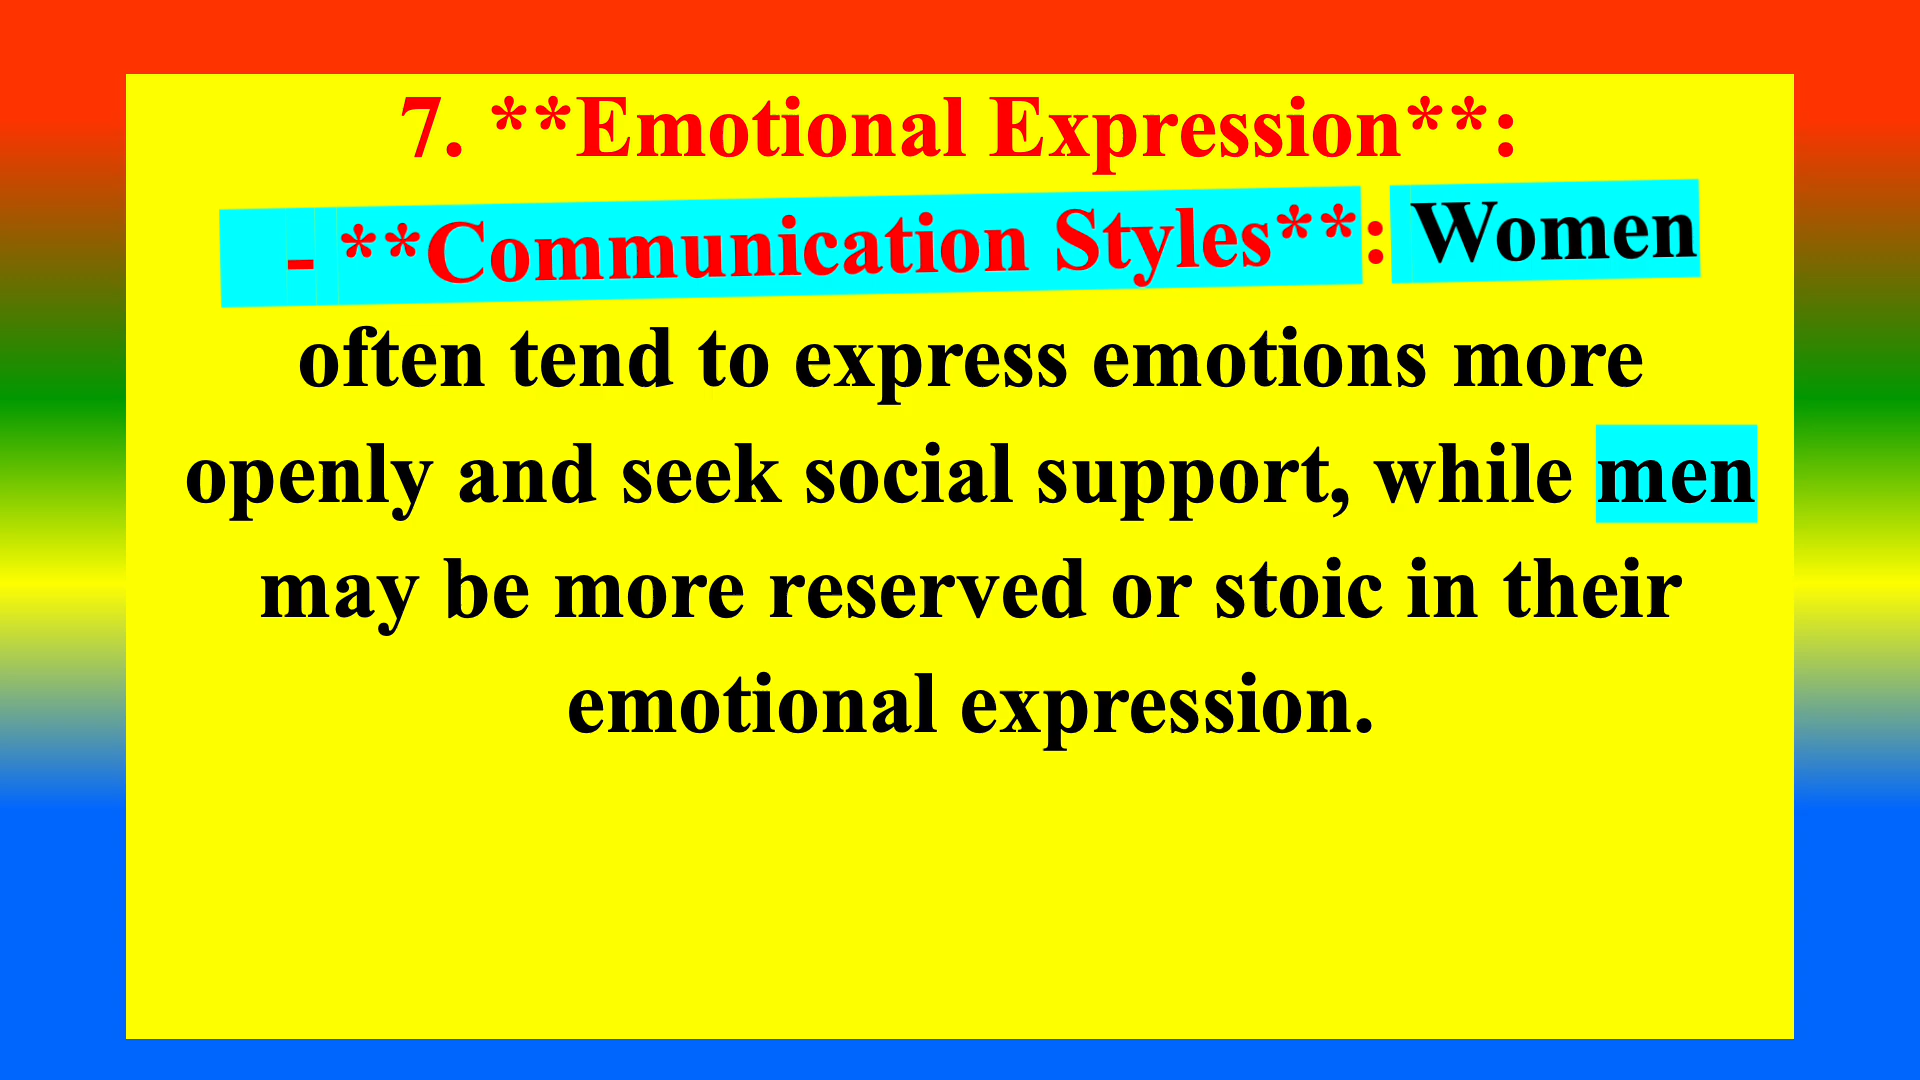 7. **Emotional Expression**:
- **Communication Styles**: Women
often tend to express emotions more
openly and seek social support, while men
may be more reserved or stoic in their
emotional expression.